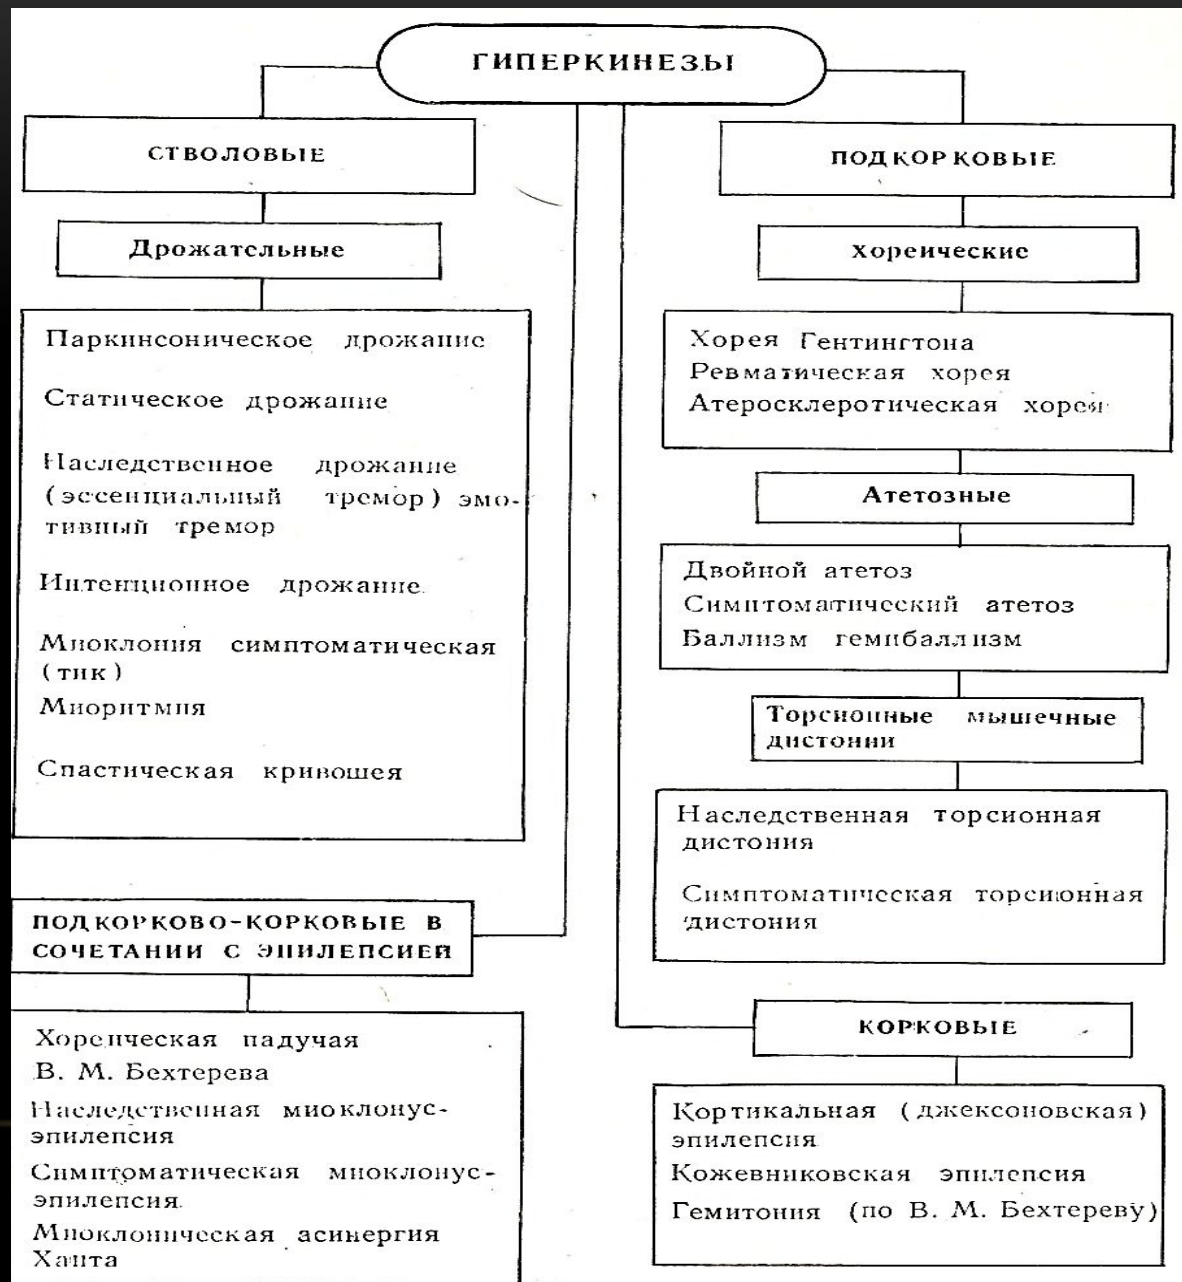 ГИПЕРКИНЕЗЫ
СТВОЛОВЫЕ
Дрожательные
Паркинсоническое дрожание
Статическое дрожание
Наследственное дрожание
(эссенциальный тремор) эмо-
тивный тремор
Интенционное дрожание
Миоклония симптоматическая
(тик)
Миоритмия
Спастическая кривошея
ПОДКОРКОВО-КОРКОВЫЕ В
СОЧЕТАНИИ С ЭПИЛЕПСИЕЙ
Хореическая падучая
В. М. Бехтерева
Наследственная миоклонус-
эпилепсия
Симптоматическая миоклонус-
эпилепсия
Миоклоническая асинергия
Ханта
ПОДКОРКОВЫЕ
Хореические
Хорея Гентингтона
Ревматическая хорея
Атеросклеротическая хорея
Атетозные
Двойной атетоз
Симптоматический атетоз
Баллизм гемибаллизм
Торсионные мышечные
дистонии
Наследственная торсионная
дистония
Симптоматическая торсионная
дистония
КОРКОВЫЕ
Кортикальная (джексоновская)
эпилепсия
Кожевниковская эпилепсия
Гемитония (по В. М. Бехтереву)